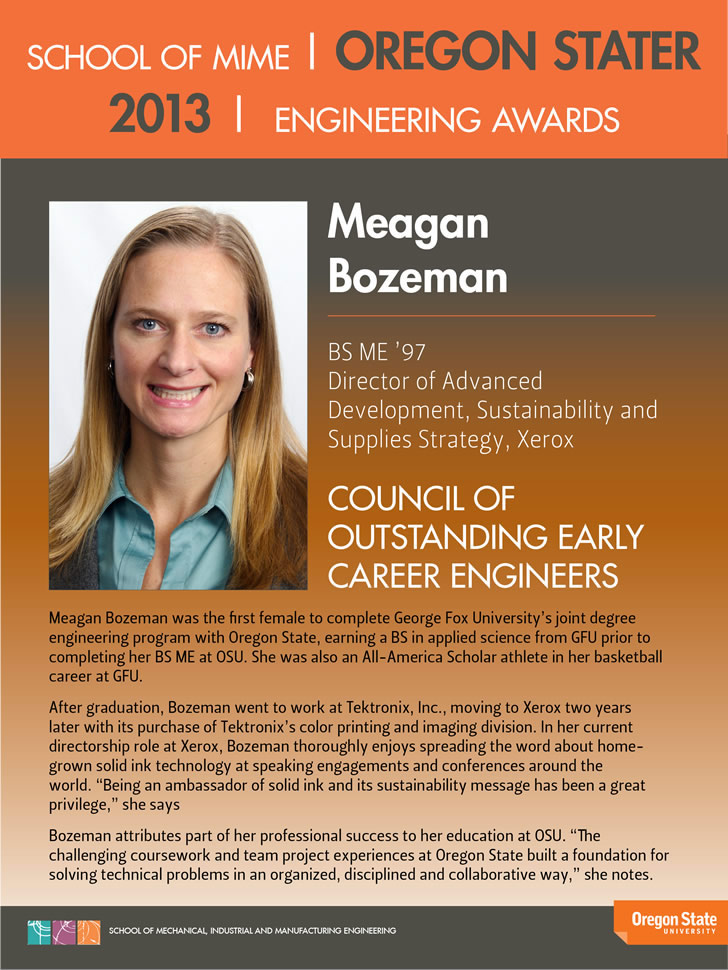 SCHOOL OF MIME | OREGON STATER
2013 | ENGINEERING AWARDS
Meagan
Bozeman
BS ME ’97
Director of Advanced
Development, Sustainability and
Supplies Strategy, Xerox
COUNCIL OF
OUTSTANDING EARLY
CAREER ENGINEERS
Meagan Bozeman was the first female to complete George Fox University’s joint degree
engineering program with Oregon State, earning a BS in applied science from GFU prior to
completing her BS ME at OSU. She was also an All-America Scholar athlete in her basketball
career at GFU.
After graduation, Bozeman went to work at Tektronix, Inc., moving to Xerox two years
later with its purchase of Tektronix’s color printing and imaging division. In her current
directorship role at Xerox, Bozeman thoroughly enjoys spreading the word about home-
grown solid ink technology at speaking engagements and conferences around the
world. “Being an ambassador of solid ink and its sustainability message has been a great
privilege,” she says
Bozeman attributes part of her professional success to her education at OSU. “The
challenging coursework and team project experiences at Oregon State built a foundation for
solving technical problems in an organized, disciplined and collaborative way,” she notes.
SCHOOL OF MECHANICAL, INDUSTRIAL AND MANUFACTURING ENGINEERING
Oregon State
UNIVERSITY